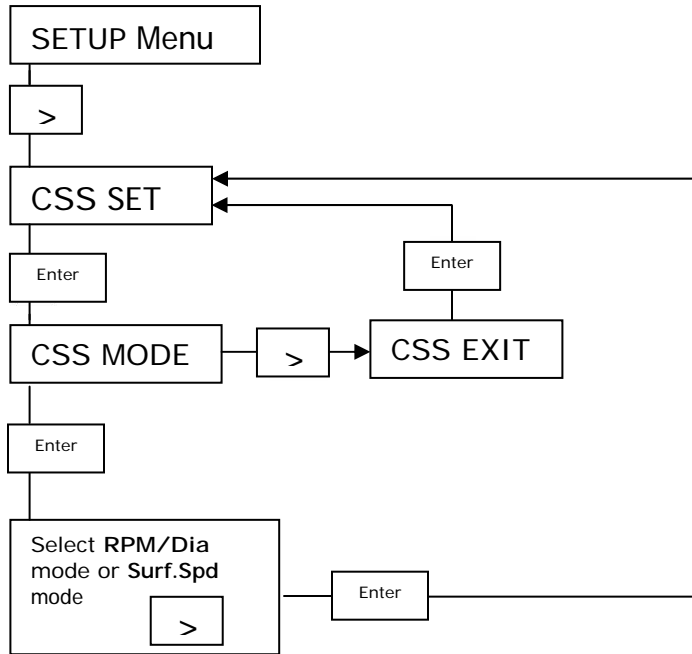 SETUP Menu
>
CSS SET
Enter
Enter
CSS MODE
>
CSS EXIT
Enter
Select RPM/Dia
mode or Surf.Spd
mode
>
Enter